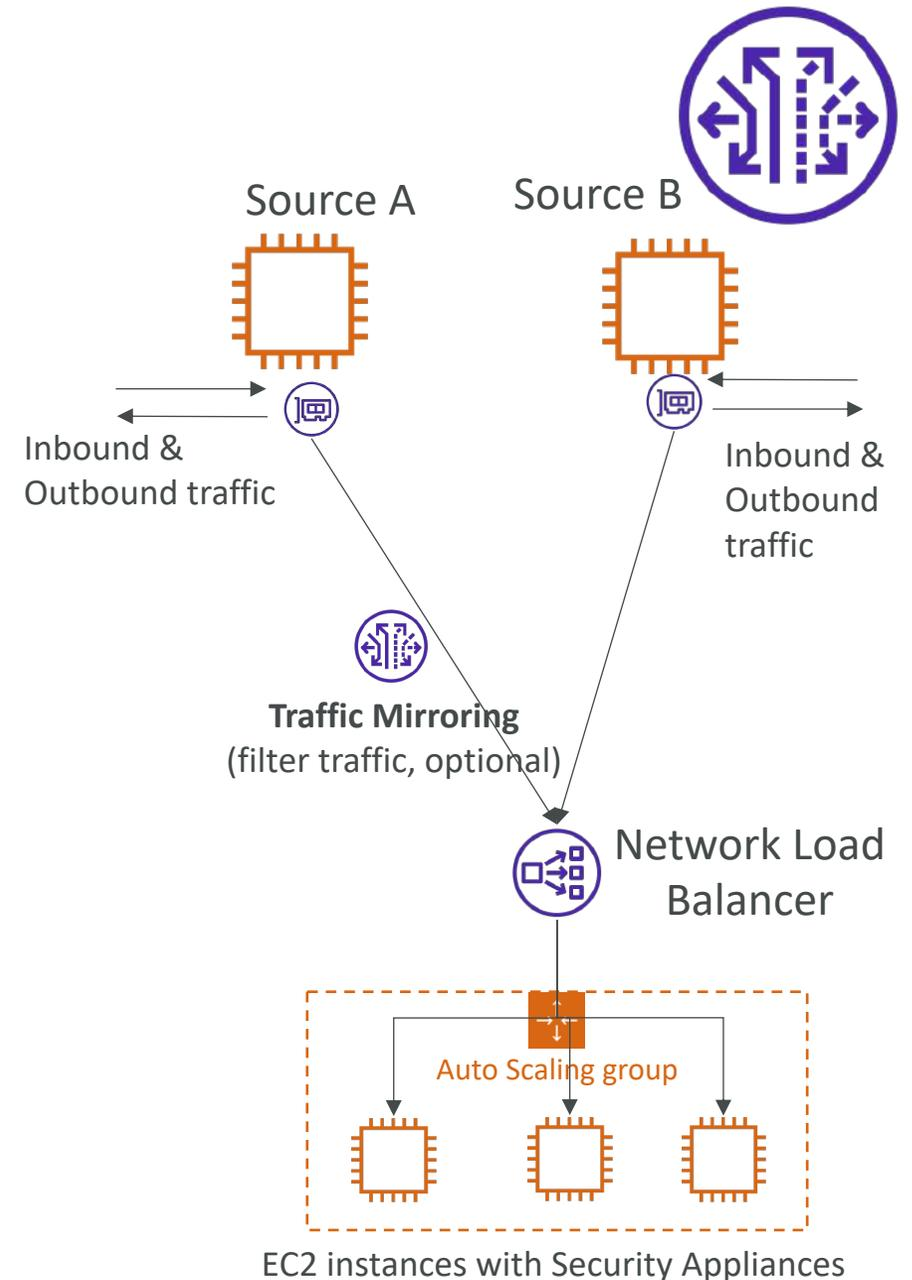 Source A
Source B
Inbound &
Outbound traffic
Inbound &
Outbound
traffic
Traffic Mirroring
(filter traffic, optional)
Network Load
Balancer
Auto Scaling group
EC2 instances with Security Appliances